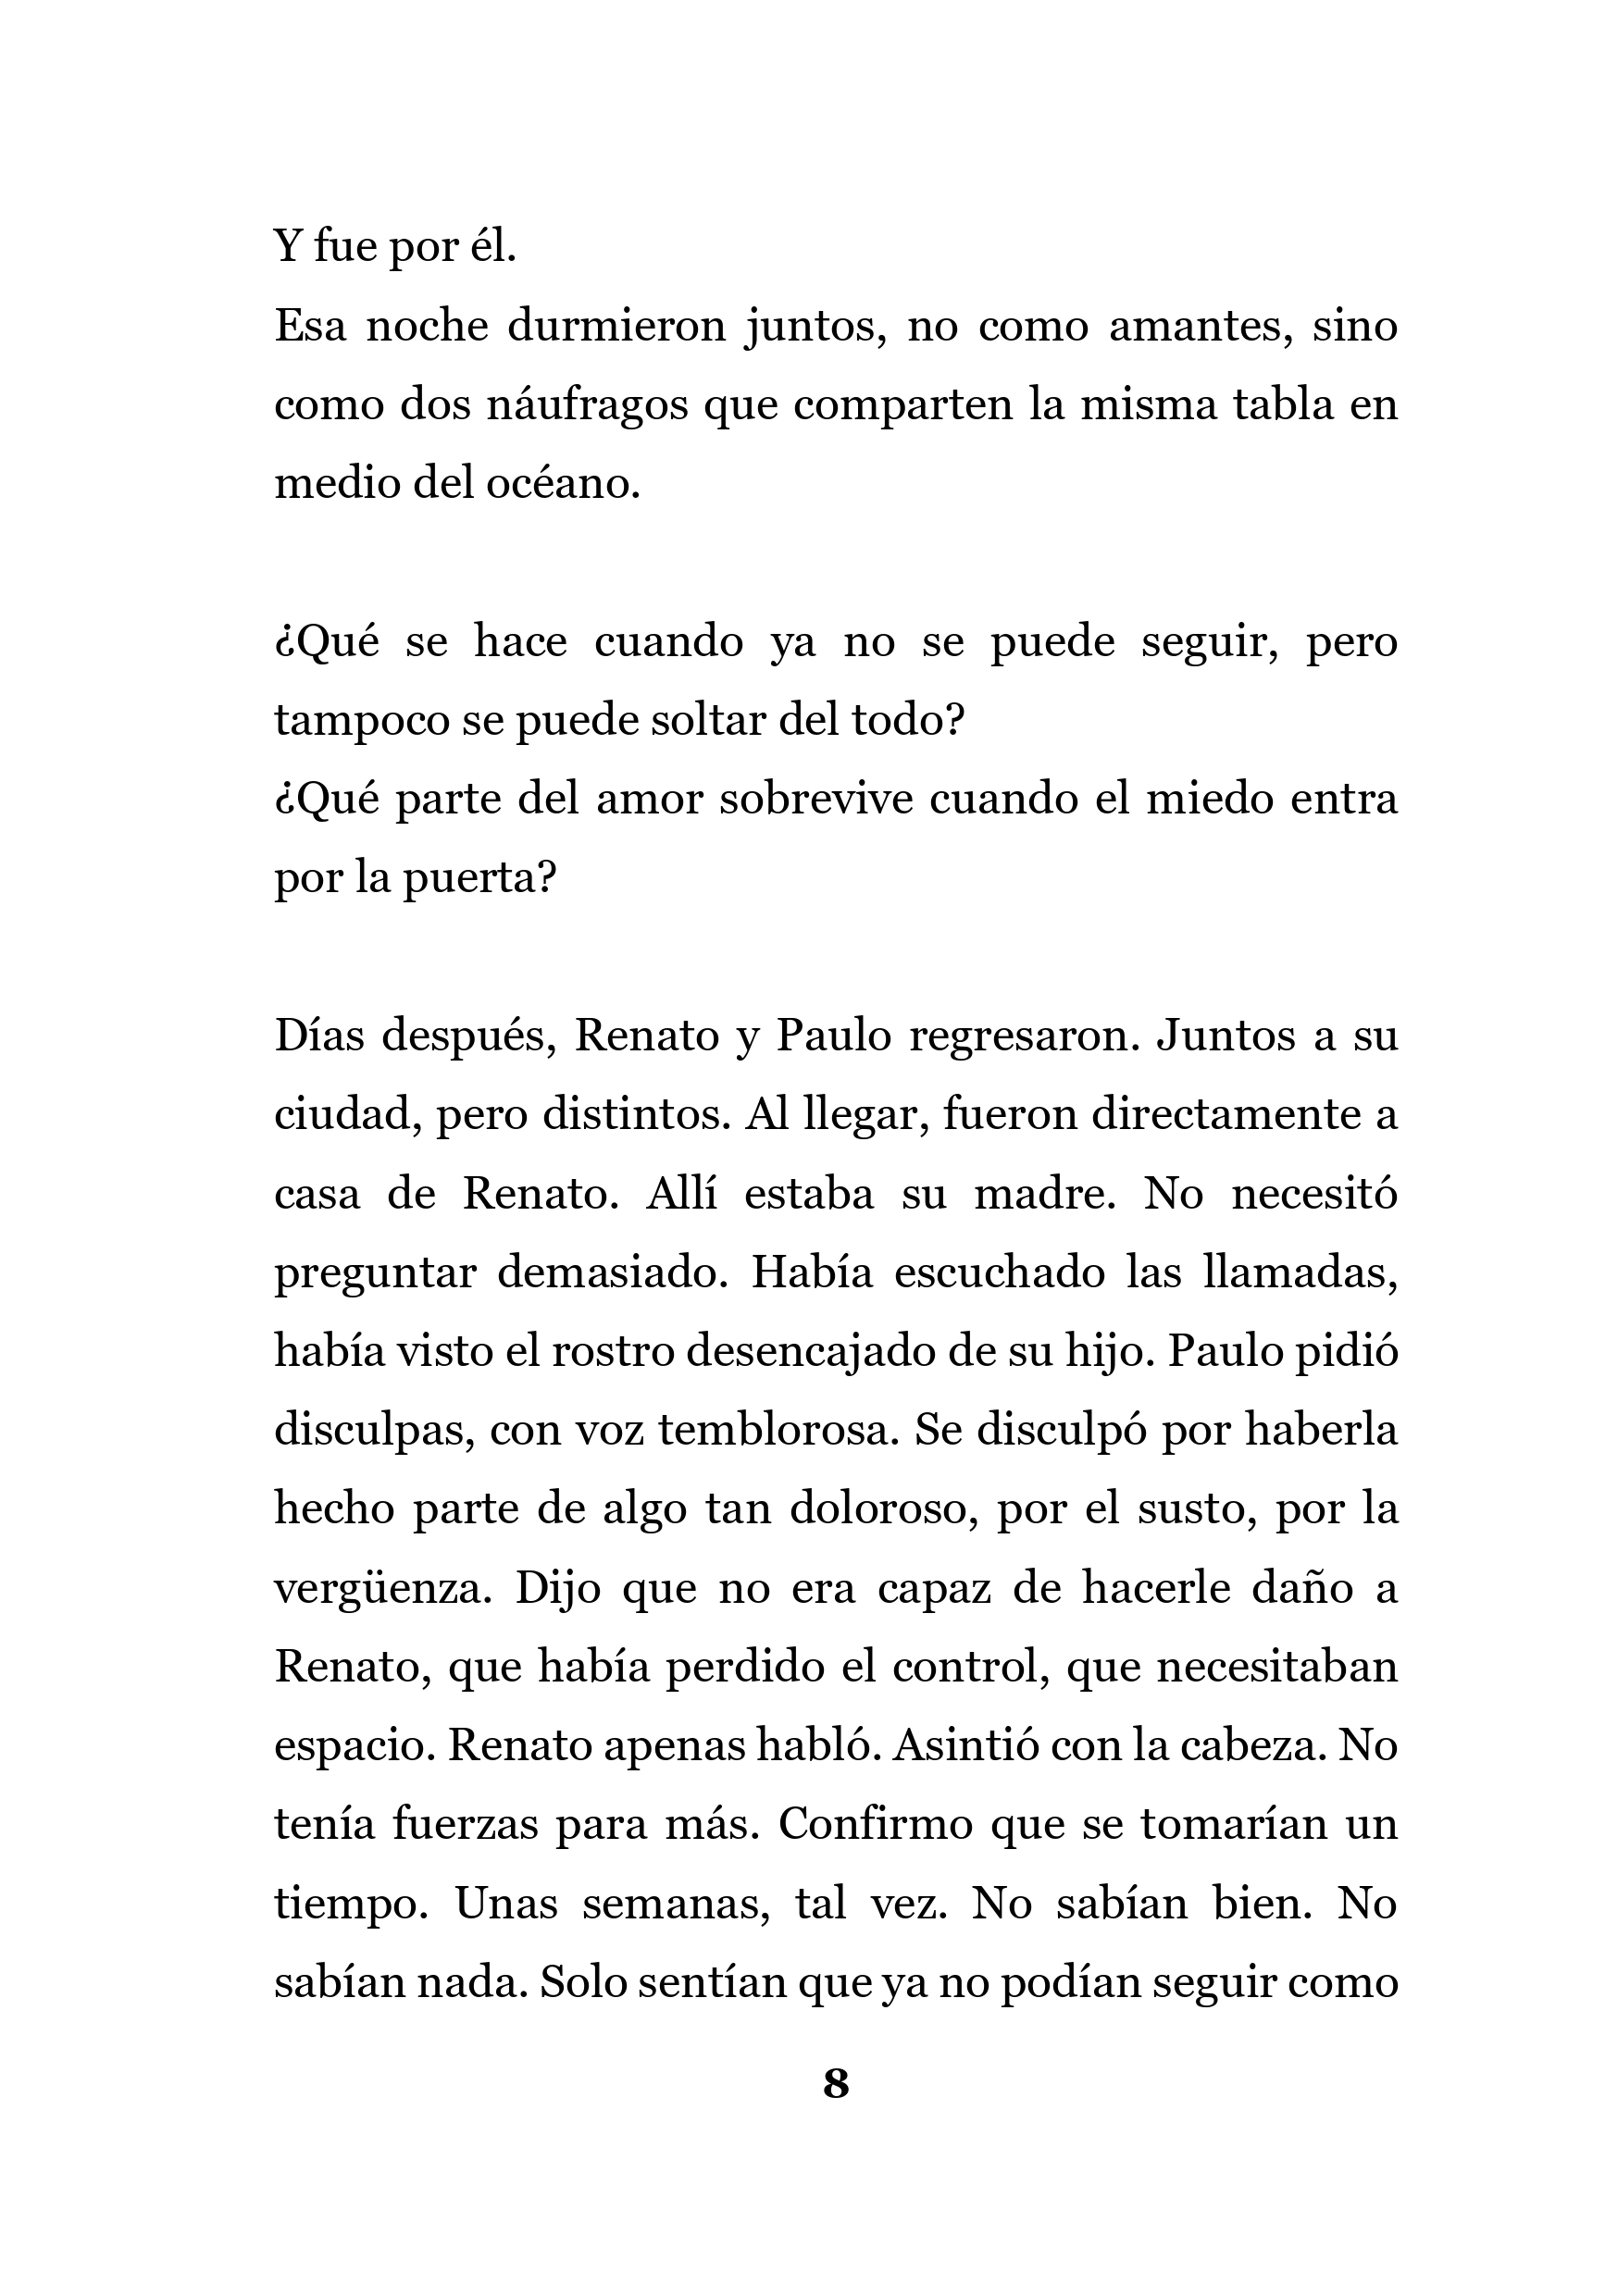 Y fue por él.
Esa noche durmieron juntos, no como amantes, sino
como dos náufragos que comparten la misma tabla en
medio del océano.
¿Qué se hace cuando ya no se puede seguir, pero
tampoco se puede soltar del todo?
¿Qué parte del amor sobrevive cuando el miedo entra
por la puerta?
Días después, Renato y Paulo regresaron. Juntos a su
ciudad, pero distintos. Al llegar, fueron directamente a
casa de Renato. Allí estaba su madre. No necesitó
preguntar demasiado. Había escuchado las llamadas,
había visto el rostro desencajado de su hijo. Paulo pidió
disculpas, con voz temblorosa. Se disculpó por haberla
hecho parte de algo tan doloroso, por el susto, por la
vergüenza. Dijo que no era capaz de hacerle daño a
Renato, que había perdido el control, que necesitaban
espacio. Renato apenas habló. Asintió con la cabeza. No
tenía fuerzas para más. Confirmo que se tomarían un
tiempo. Unas semanas, tal vez. No sabían bien. No
sabían nada. Solo sentían que ya no podían seguir como
8